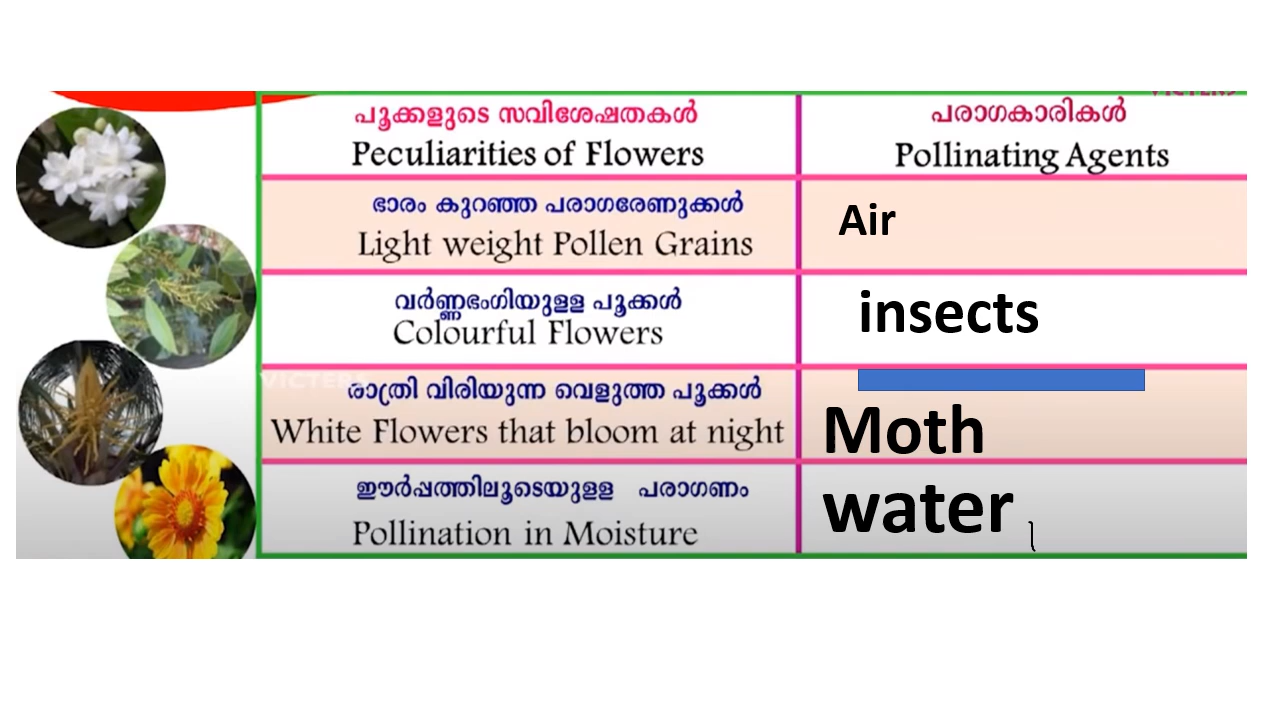 പൂക്കളുടെ സവിശേഷതകൾ
Peculiarities of Flowers
പരാഗകാരികൾ
Pollinating Agents
ഭാരം കുറഞ്ഞ പരാഗരേണുക്കൾ
Light weight Pollen Grains
Air
വർണ്ണഭംഗിയുള്ള പൂക്കൾ
Colourful Flowers
insects
രാത്രി വിരിയുന്ന വെളുത്ത പൂക്കൾ
White Flowers that bloom at night
Moth
ഈർപ്പത്തിലൂടെയുള്ള പരാഗണം
Pollination in Moisture
water
VICTERS